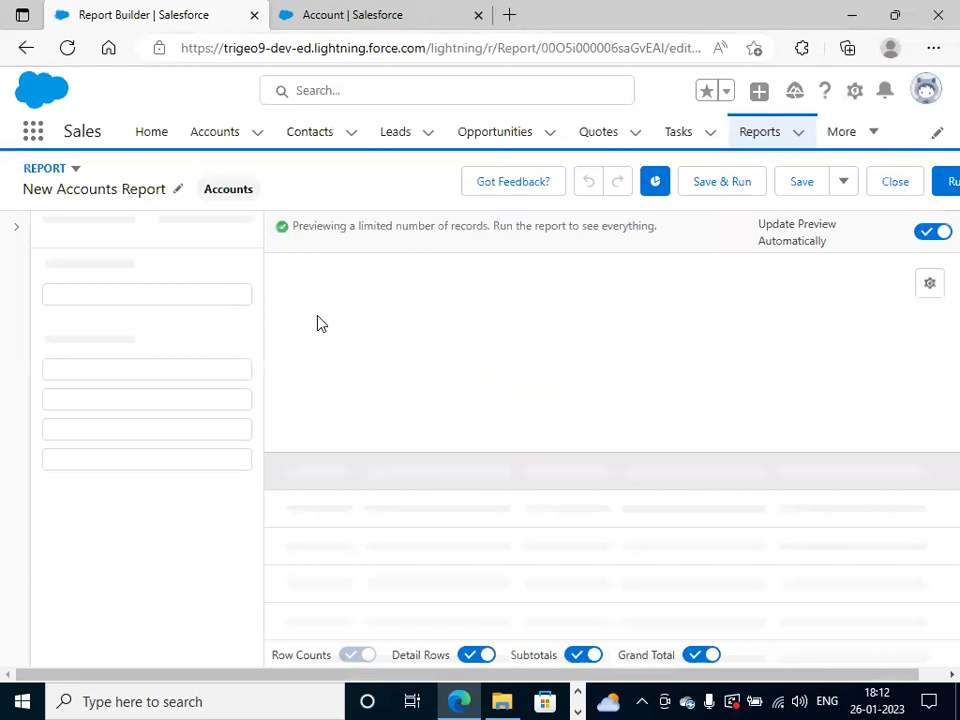 Report Builder | Salesforce
Account | Salesforce
https://trigeo9-dev-ed.lightning.force.com/lightning/r/Report/00O5i000006saGvEAI/edit...
Search...
Sales
Home
Accounts
Contacts
Leads
Opportunities
Quotes
Tasks
Reports
More
REPORT
New Accounts Report
Accounts
Got Feedback?
Save & Run
Save
Close
Ru
Previewing a limited number of records. Run the report to see everything.
Update Preview
Automatically
Row Counts
Detail Rows
Subtotals
Grand Total
Type here to search
ENG
18:12
26-01-2023